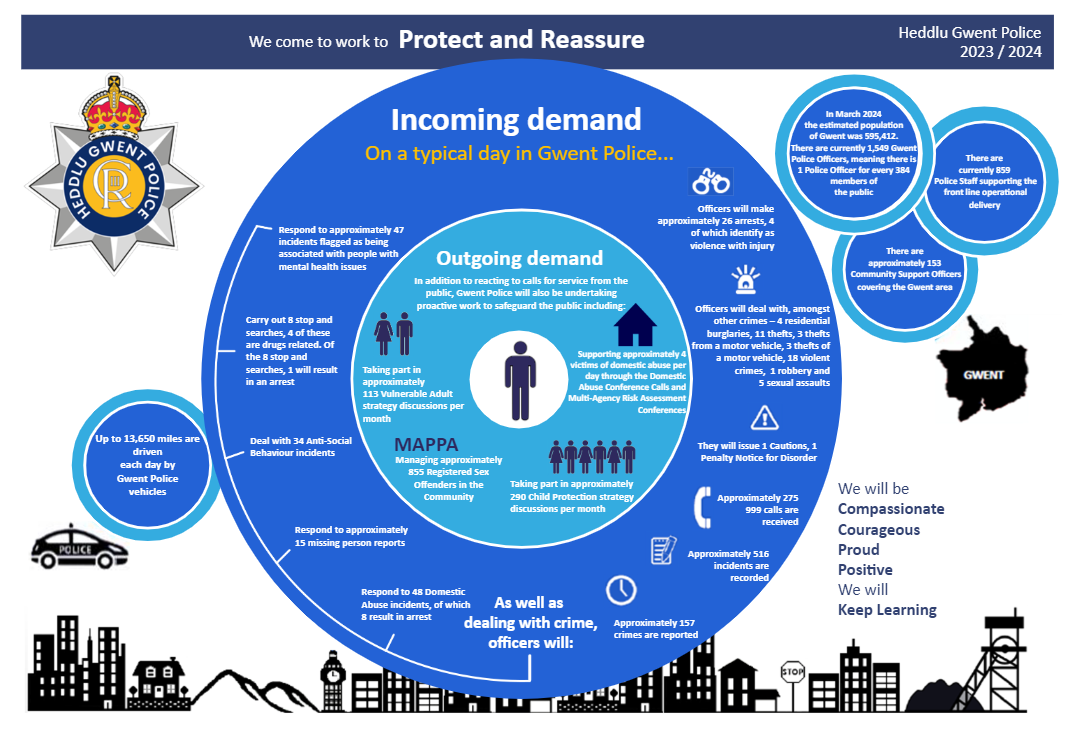 We come to work to Protect and Reassure
Heddlu Gwent Police
2023 / 2024
HEDDLU GWENT POLICE
CR
Incoming demand
On a typical day in Gwent Police...
In March 2024
the estimated population
of Gwent was 595,412.
There are currently 1,549 Gwent
Police Officers, meaning there is
1 Police Officer for every 384
members of
the public
There are
currently 859
Police Staff supporting the
front line operational
delivery
There are
approximately 153
Community Support Officers
covering the Gwent area
GWENT
Officers will make
approximately 26 arrests, 4
of which identify as
violence with injury
Officers will deal with, amongst
other crimes – 4 residential
burglaries, 11 thefts, 3 thefts
from a motor vehicle, 3 thefts of
a motor vehicle, 18 violent
crimes, 1 robbery and
5 sexual assaults
They will issue 1 Cautions, 1
Penalty Notice for Disorder
Approximately 275
999 calls are
received
Approximately 516
incidents are
recorded
Approximately 157
crimes are reported
As well as
dealing with crime,
officers will:
Respond to approximately 47
incidents flagged as being
associated with people with
mental health issues
Carry out 8 stop and
searches, 4 of these
are drugs related. Of
the 8 stop and
searches, 1 will result
in an arrest
Deal with 34 Anti-Social
Behaviour incidents
Respond to approximately
15 missing person reports
Respond to 48 Domestic
Abuse incidents, of which
8 result in arrest
Outgoing demand
In addition to reacting to calls for service from the
public, Gwent Police will also be undertaking
proactive work to safeguard the public including:
Taking part in
approximately
113 Vulnerable Adult
strategy discussions per
month
Supporting approximately 4
victims of domestic abuse per
day through the Domestic
Abuse Conference Calls and
Multi-Agency Risk Assessment
Conferences
MAPPA
Managing approximately
855 Registered Sex
Offenders in the
Community
Taking part in approximately
290 Child Protection strategy
discussions per month
Up to 13,650 miles are
driven
each day by
Gwent Police
vehicles
POLICE
We will be
Compassionate
Courageous
Proud
Positive
We will
Keep Learning
STOP